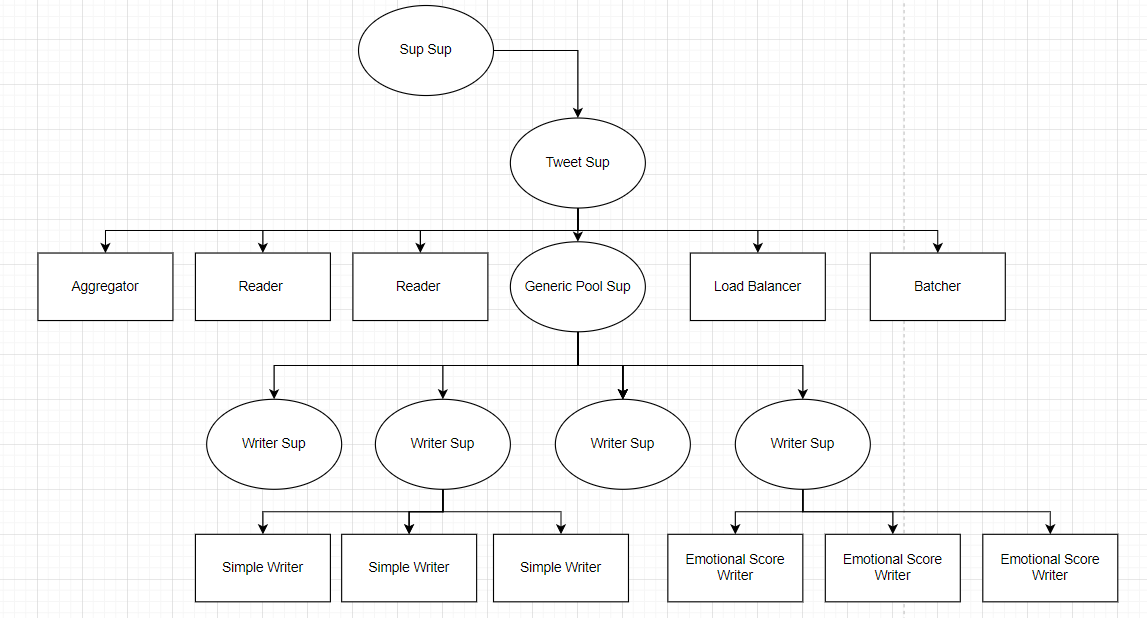 Sup Sup
Tweet Sup
Aggregator
Reader
Reader
Generic Pool Sup
Load Balancer
Batcher
Writer Sup
Writer Sup
Writer Sup
Writer Sup
Simple Writer
Simple Writer
Simple Writer
Emotional Score
Writer
Emotional Score
Writer
Emotional Score
Writer